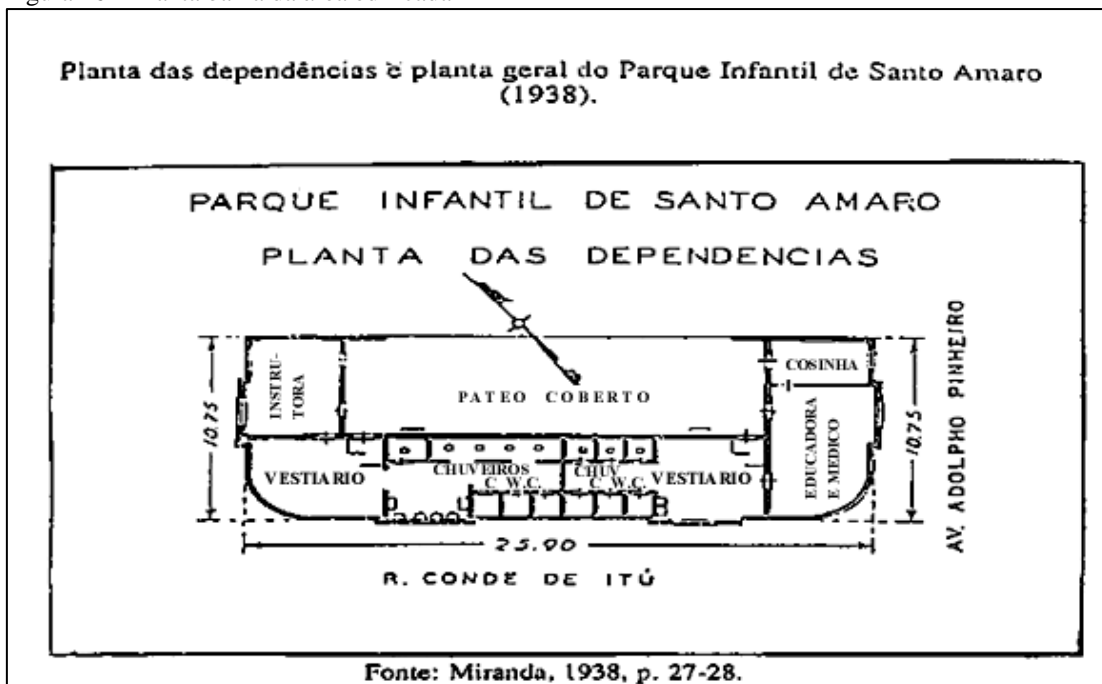 Planta das dependências e planta geral do Parque Infantil de Santo Amaro
(1938).
PARQUE INFANTIL DE SANTO AMARO
PLANTA DAS DEPENDENCIAS
INSTRU-
TORA
PATEO COBERTO
COSINHA
EDUCADORA
E MEDICO
VESTIARIO
CHUVEIROS
C. W.C.
CHUV
C. W.C.
VESTIARIO
10.75
10.75
AV. ADOLPHO PINHEIRO
25.90
R. CONDE DE ITÚ
Fonte: Miranda, 1938, p. 27-28.